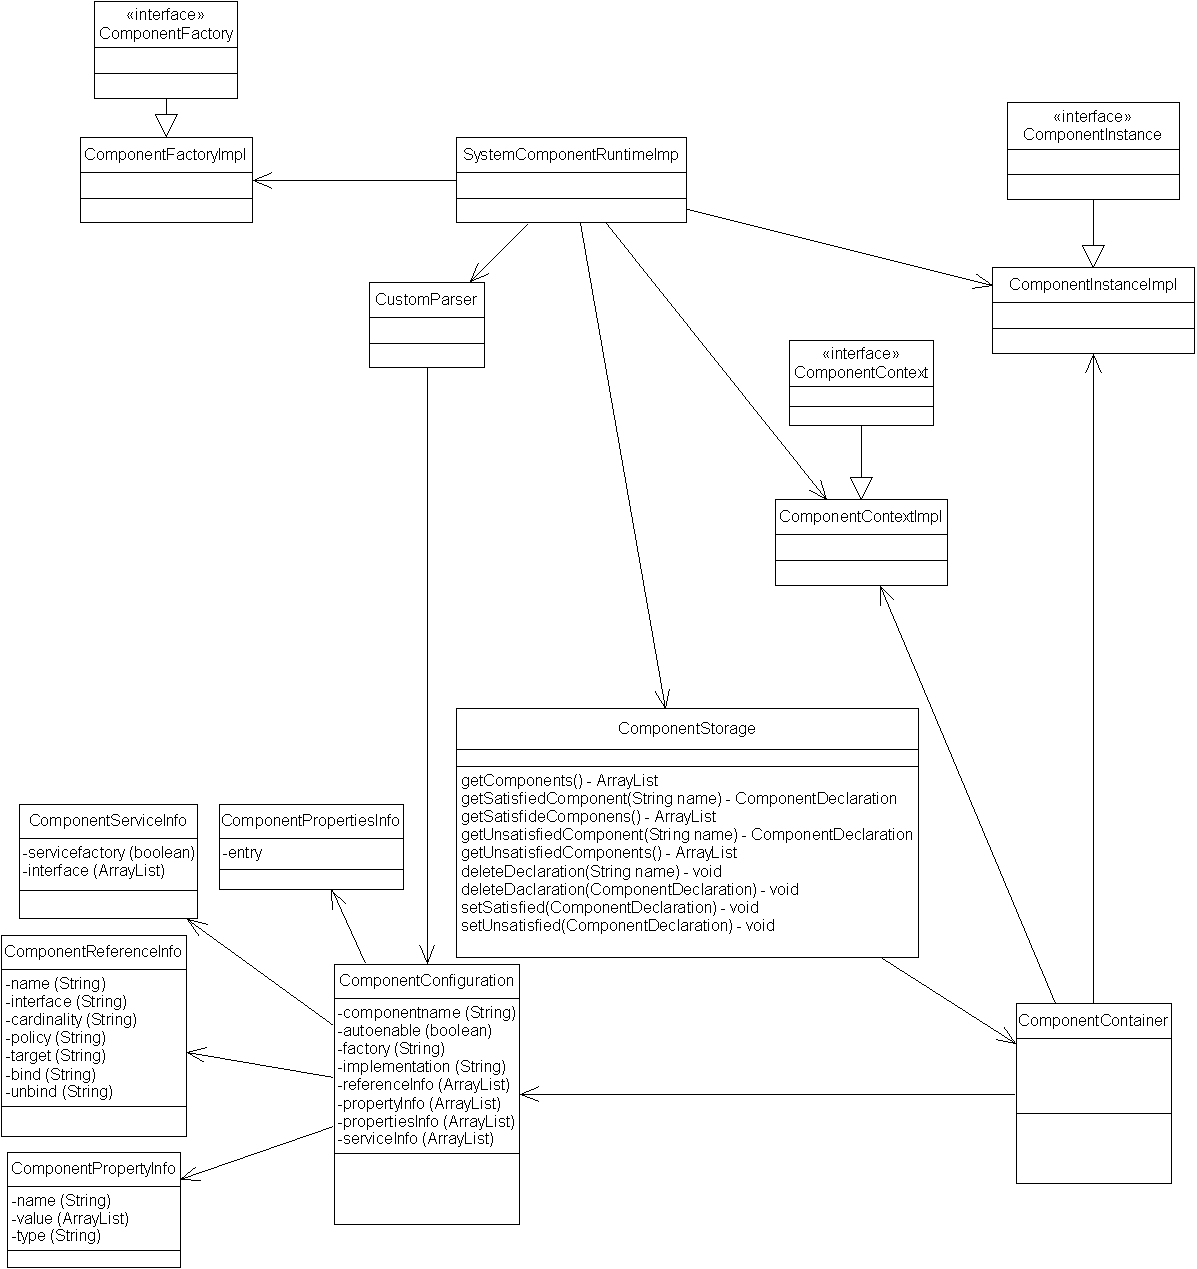 «interface»
ComponentFactory
ComponentFactoryImpl
SystemComponentRuntimeImp
«interface»
ComponentInstance
ComponentInstanceImpl
CustomParser
«interface»
ComponentContext
ComponentContextImpl
ComponentStorage
getComponents() - ArrayList
getSatisfiedComponent(String name) - ComponentDeclaration
getSatisfideComponens() - ArrayList
getUnsatisfiedComponent(String name) - ComponentDeclaration
getUnsatisfiedComponents() - ArrayList
deleteDeclaration(String name) - void
deleteDaclaration(ComponentDeclaration) - void
setSatisfied(ComponentDeclaration) - void
setUnsatisfied(ComponentDeclaration) - void
ComponentServiceInfo
-servicefactory (boolean)
-interface (ArrayList)
ComponentPropertiesInfo
-entry
ComponentReferenceInfo
-name (String)
-interface (String)
-cardinality (String)
-policy (String)
-target (String)
-bind (String)
-unbind (String)
ComponentConfiguration
-componentname (String)
-autoenable (boolean)
-factory (String)
-implementation (String)
-referenceInfo (ArrayList)
-propertyInfo (ArrayList)
-propertiesInfo (ArrayList)
-serviceInfo (ArrayList)
ComponentContainer
ComponentPropertyInfo
-name (String)
-value (ArrayList)
-type (String)